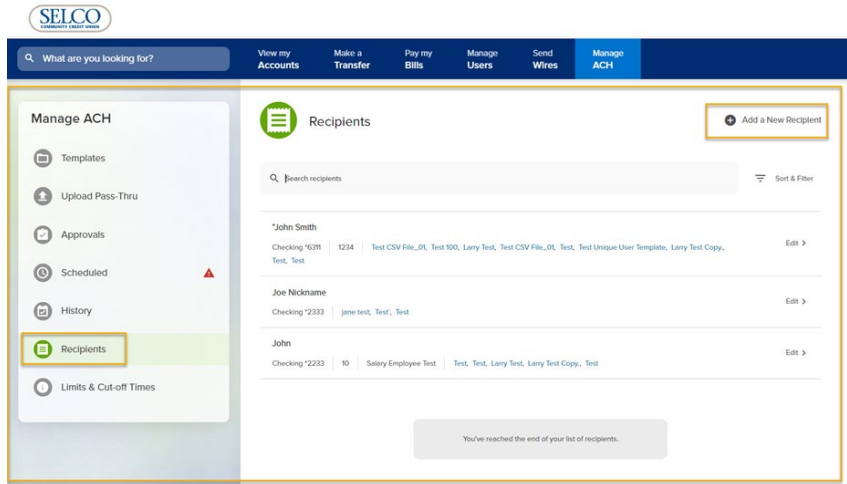 SELCO
COMMUNITY CREDIT UNION
What are you looking for?
View my
Accounts
Make a
Transfer
Pay my
Bills
Manage
Users
Send
Wires
Manage
ACH
Manage ACH
Templates
Upload Pass-Thru
Approvals
Scheduled
History
Recipients
Limits & Cut-off Times
Recipients
Add a New Recipient
Search recipients
Sort & Filter
"John Smith
Checking *6311 1234 Test CSV File_01, Test 100, Larry Test, Test CSV File_01, Test, Test Unique User Template, Larry Test Copy.,
Test, Test
Edit
Joe Nickname
Checking *2333 jane test, Test', Test
Edit
John
Checking *2233 10 Salary Employee Test Test, Test, Larry Test, Larry Test Copy., Test
Edit
You've reached the end of your list of recipients.